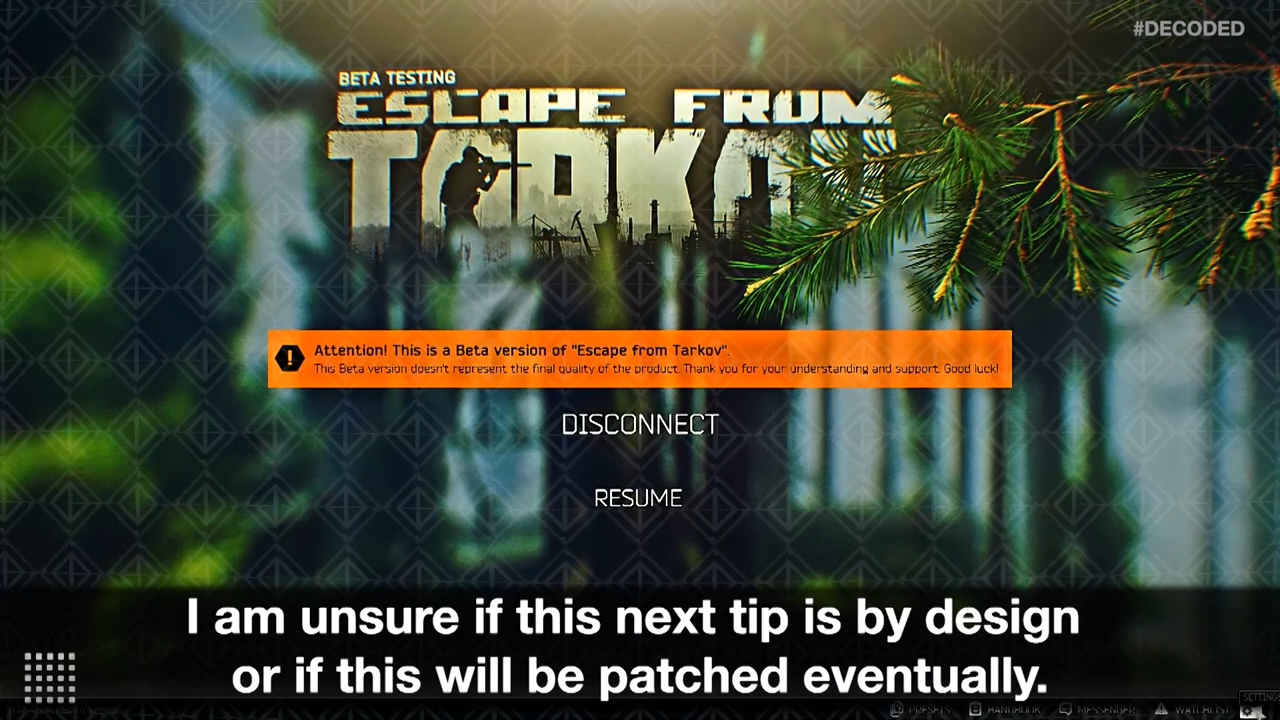 #DECODED
BETA TESTING
ESCAPE FROM
TARKOV
Attention! This is a Beta version of "Escape from Tarkov".
This Beta version doesn't represent the final quality of the product. Thank you for your understanding and support. Good luck!
DISCONNECT
RESUME
I am unsure if this next tip is by design
or if this will be patched eventually.
PRESETS HANDBOOK MESSENGER WATCHLIST